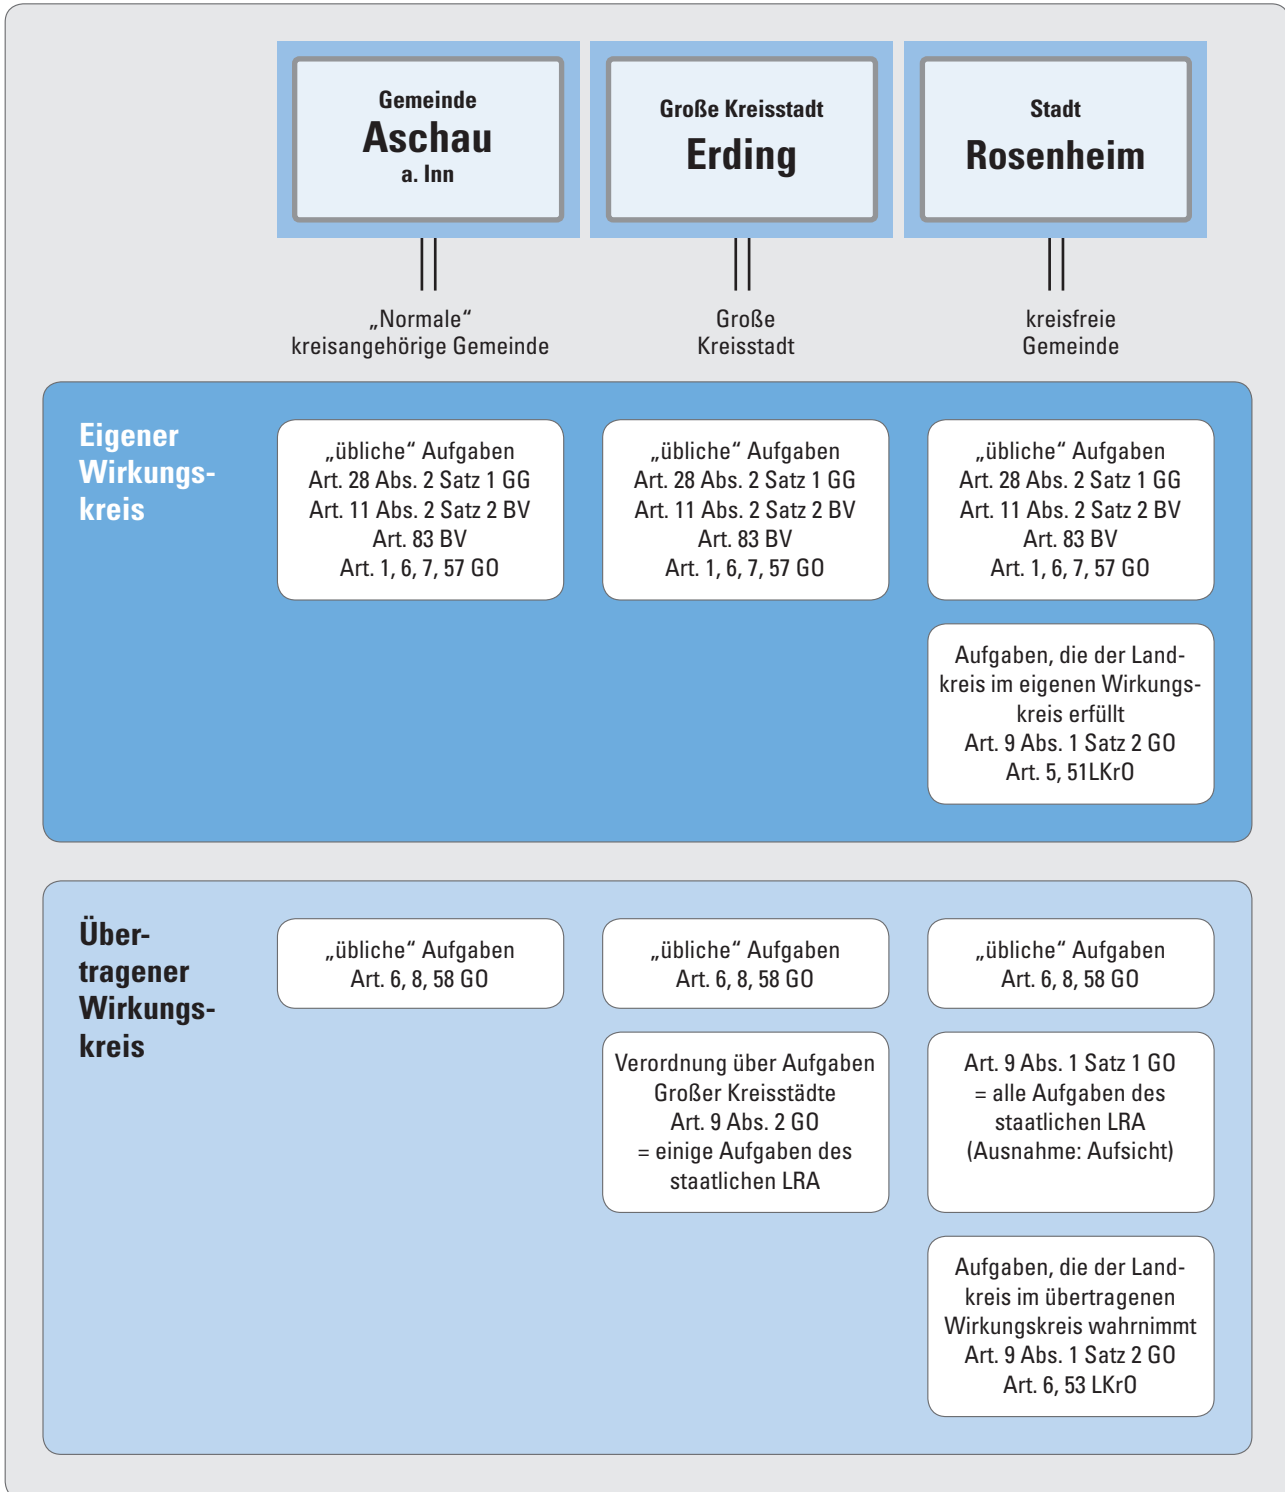 Gemeinde
Aschau
a. Inn
Große Kreisstadt
Erding
Stadt
Rosenheim
„Normale“
kreisangehörige Gemeinde
Große
Kreisstadt
kreisfreie
Gemeinde
Eigener
Wirkungs-
kreis
„übliche“ Aufgaben
Art. 28 Abs. 2 Satz 1 GG
Art. 11 Abs. 2 Satz 2 BV
Art. 83 BV
Art. 1, 6, 7, 57 GO
„übliche“ Aufgaben
Art. 28 Abs. 2 Satz 1 GG
Art. 11 Abs. 2 Satz 2 BV
Art. 83 BV
Art. 1, 6, 7, 57 GO
„übliche“ Aufgaben
Art. 28 Abs. 2 Satz 1 GG
Art. 11 Abs. 2 Satz 2 BV
Art. 83 BV
Art. 1, 6, 7, 57 GO
Aufgaben, die der Land-
kreis im eigenen Wirkungs-
kreis erfüllt
Art. 9 Abs. 1 Satz 2 GO
Art. 5, 51LKrO
Über-
tragener
Wirkungs-
kreis
„übliche“ Aufgaben
Art. 6, 8, 58 GO
„übliche“ Aufgaben
Art. 6, 8, 58 GO
„übliche“ Aufgaben
Art. 6, 8, 58 GO
Verordnung über Aufgaben
Großer Kreisstädte
Art. 9 Abs. 2 GO
= einige Aufgaben des
staatlichen LRA
Art. 9 Abs. 1 Satz 1 GO
= alle Aufgaben des
staatlichen LRA
(Ausnahme: Aufsicht)
Aufgaben, die der Land-
kreis im übertragenen
Wirkungskreis wahrnimmt
Art. 9 Abs. 1 Satz 2 GO
Art. 6, 53 LKrO